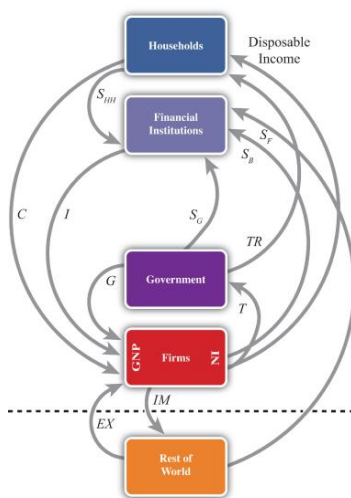 Households
Disposable
Income
S_HH
Financial
Institutions
S_F
S_B
C
I
S_G
TR
Government
G
T
GNP
Firms
NI
IM
EX
Rest of
World